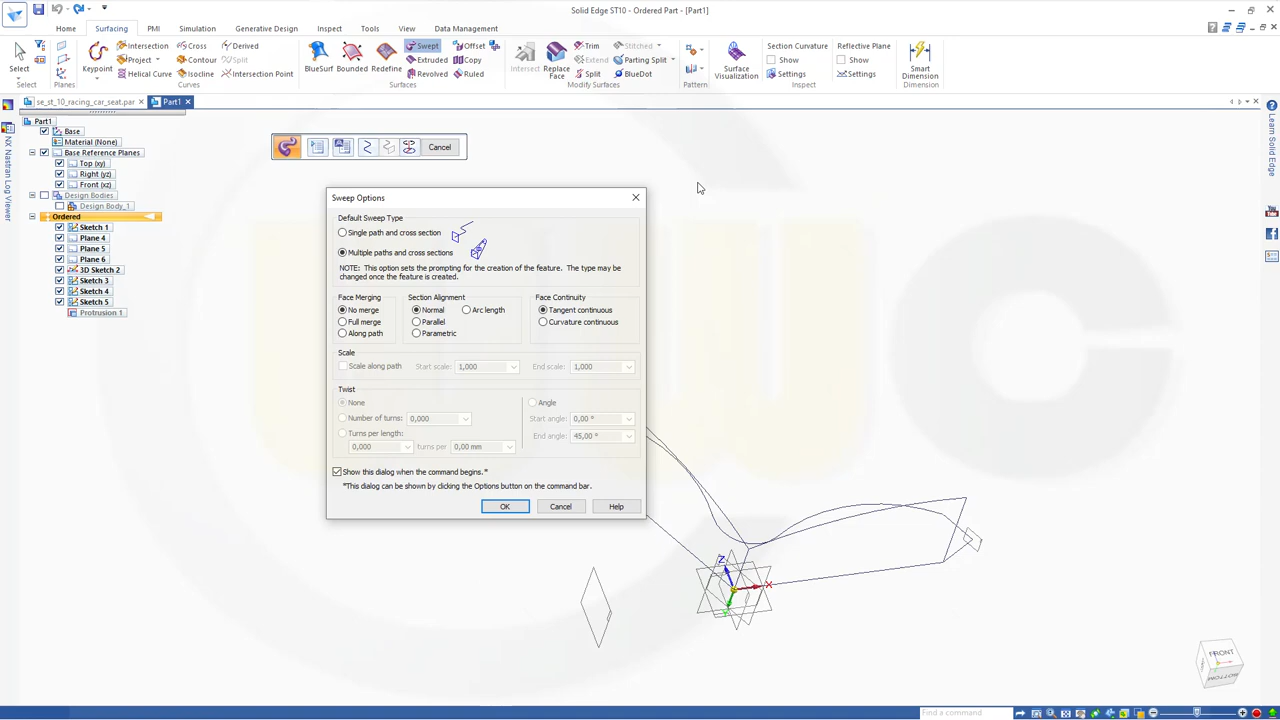 Solid Edge ST10 - Ordered Part - [Part1]
Home Surfacing PMI Simulation Generative Design Inspect Tools View Data Management
Select
Select
Planes
Keypoint
Intersection
Project
Helical Curve
Cross
Contour
Isocline
Derived
Split
Intersection Point
Curves
BlueSurf
Bounded
Redefine
Swept
Extruded
Revolved
Offset
Copy
Ruled
Surfaces
Intersect
Replace
Face
Trim
Extend
Split
Stitched
Parting Split
BlueDot
Modify Surfaces
Pattern
Surface
Visualization
Section Curvature
Show
Settings
Reflective Plane
Show
Settings
Inspect
Smart
Dimension
Dimension
se_st_10_racing_car_seat.par
Part1
NX Nastran Log Viewer
Learn Solid Edge
Part1
Base
Material (None)
Base Reference Planes
Top (xy)
Right (yz)
Front (xz)
Design Bodies
Design Body_1
Ordered
Sketch 1
Plane 4
Plane 5
Plane 6
3D Sketch 2
Sketch 3
Sketch 4
Sketch 5
Protrusion 1
Cancel
Sweep Options
Default Sweep Type
Single path and cross section
Multiple paths and cross sections
NOTE: This option sets the prompting for the creation of the feature. The type may be
changed once the feature is created.
Face Merging
No merge
Full merge
Along path
Section Alignment
Normal Arc length
Parallel
Parametric
Face Continuity
Tangent continuous
Curvature continuous
Scale
Scale along path Start scale: 1,000 End scale: 1,000
Twist
None
Number of turns: 0,000
Turns per length:
0,000 turns per 0,00 mm
Angle
Start angle: 0,00 °
End angle: 45,00 °
Show this dialog when the command begins.*
*This dialog can be shown by clicking the Options button on the command bar.
OK Cancel Help
Z
X
FRONT
BOTTOM
Find a command